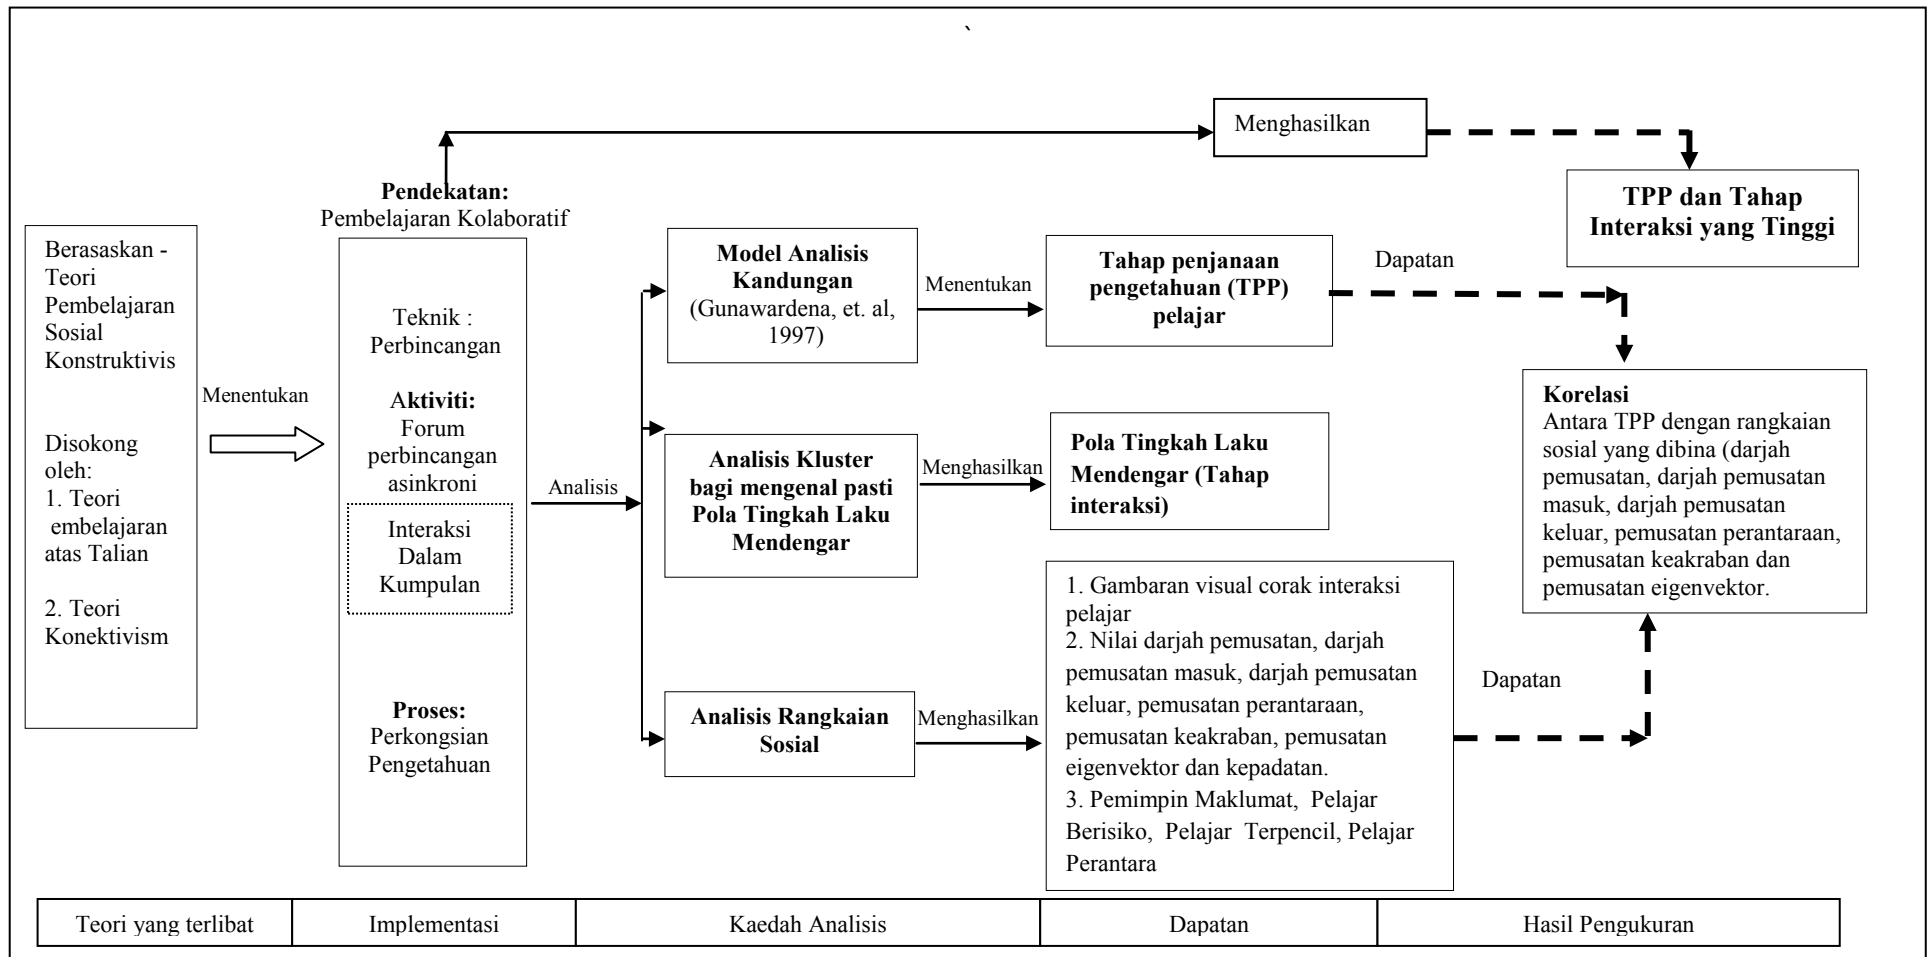 `
Menghasilkan
Pendekatan:
Pembelajaran Kolaboratif
TPP dan Tahap
Interaksi yang Tinggi
Berasaskan -
Teori
Pembelajaran
Sosial
Konstruktivis
Disokong
oleh:
1. Teori
embelajaran
atas Talian
2. Teori
Konektivism
Menentukan
Teknik :
Perbincangan
Aktiviti:
Forum
perbincangan
asinkroni
Interaksi
Dalam
Kumpulan
Proses:
Perkongsian
Pengetahuan
Analisis
Model Analisis
Kandungan
(Gunawardena, et. al,
1997)
Menentukan
Tahap penjanaan
pengetahuan (TPP)
pelajar
Dapatan
Analisis Kluster
bagi mengenal pasti
Pola Tingkah Laku
Mendengar
Menghasilkan
Pola Tingkah Laku
Mendengar (Tahap
interaksi)
Korelasi
Antara TPP dengan rangkaian
sosial yang dibina (darjah
pemusatan, darjah pemusatan
masuk, darjah pemusatan
keluar, pemusatan perantaraan,
pemusatan keakraban dan
pemusatan eigenvektor.
Analisis Rangkaian
Sosial
Menghasilkan
1. Gambaran visual corak interaksi
pelajar
2. Nilai darjah pemusatan, darjah
pemusatan masuk, darjah pemusatan
keluar, pemusatan perantaraan,
pemusatan keakraban, pemusatan
eigenvektor dan kepadatan.
3. Pemimpin Maklumat, Pelajar
Berisiko, Pelajar Terpencil, Pelajar
Perantara
Dapatan
Teori yang terlibat
Implementasi
Kaedah Analisis
Dapatan
Hasil Pengukuran